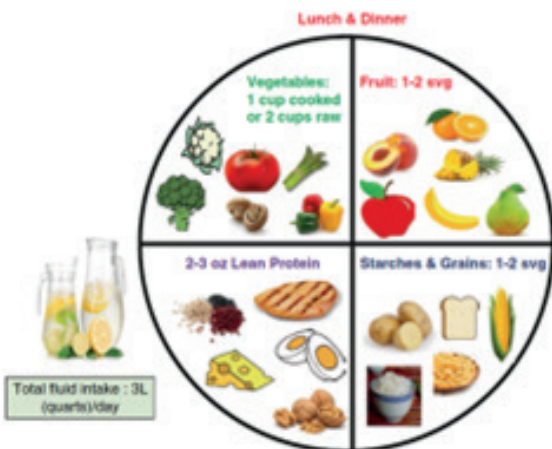 Lunch & Dinner
Vegetables:
1 cup cooked
or 2 cups raw
Fruit: 1-2 svg
2-3 oz Lean Protein
Starches & Grains: 1-2 svg
Total fluid intake : 3L
(quarts)/day